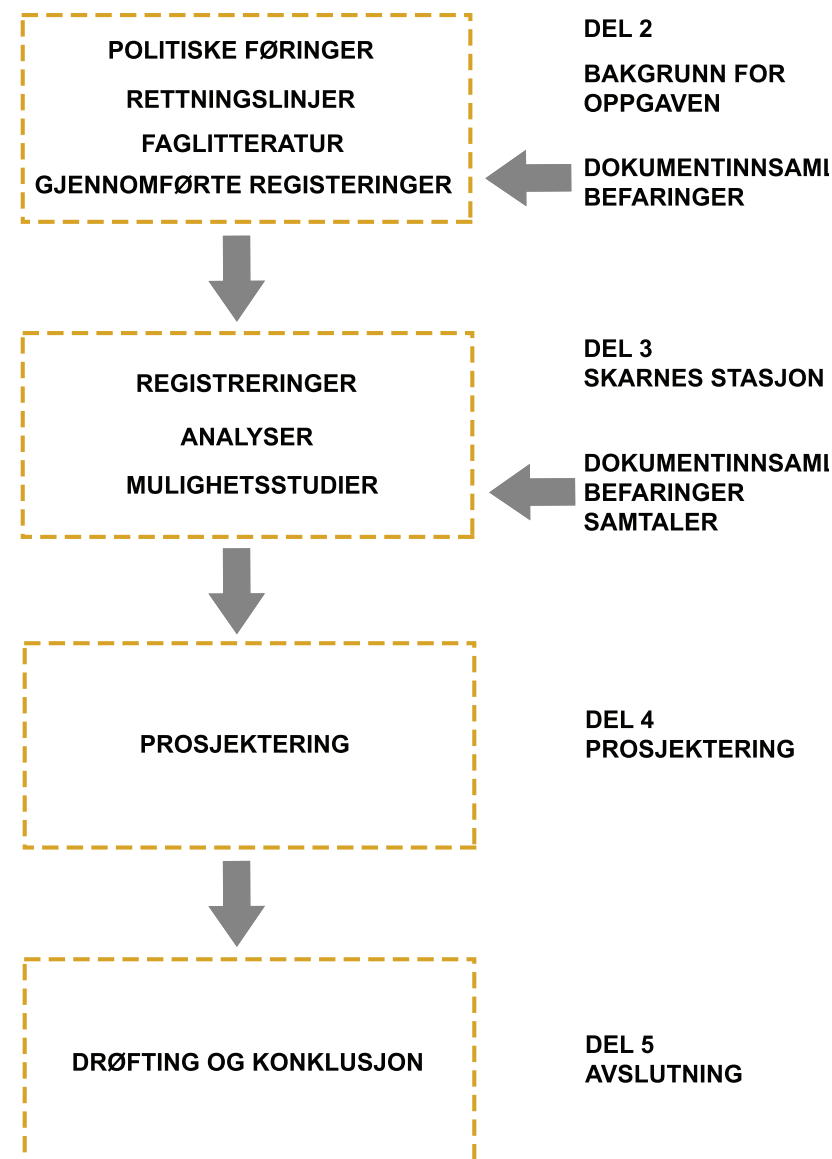 POLITISKE FØRINGER
RETTNINGSLINJER
FAGLITTERATUR
GJENNOMFØRTE REGISTERINGER
DEL 2
BAKGRUNN FOR
OPPGAVEN
DOKUMENTINNSAML
BEFARINGER
REGISTRERINGER
ANALYSER
MULIGHETSSTUDIER
DEL 3
SKARNES STASJON
DOKUMENTINNSAML
BEFARINGER
SAMTALER
PROSJEKTERING
DEL 4
PROSJEKTERING
DRØFTING OG KONKLUSJON
DEL 5
AVSLUTNING